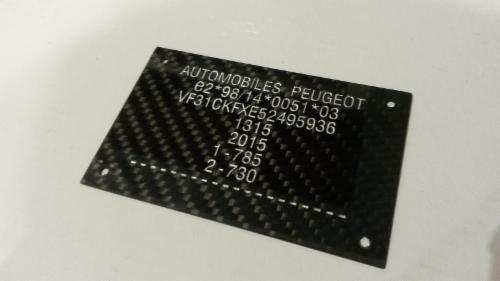 AUTOMOBILES PEUGEOT
e2*98/14*0051*03
VF31CKFXE52495936
1315
2015
1-785
2-730